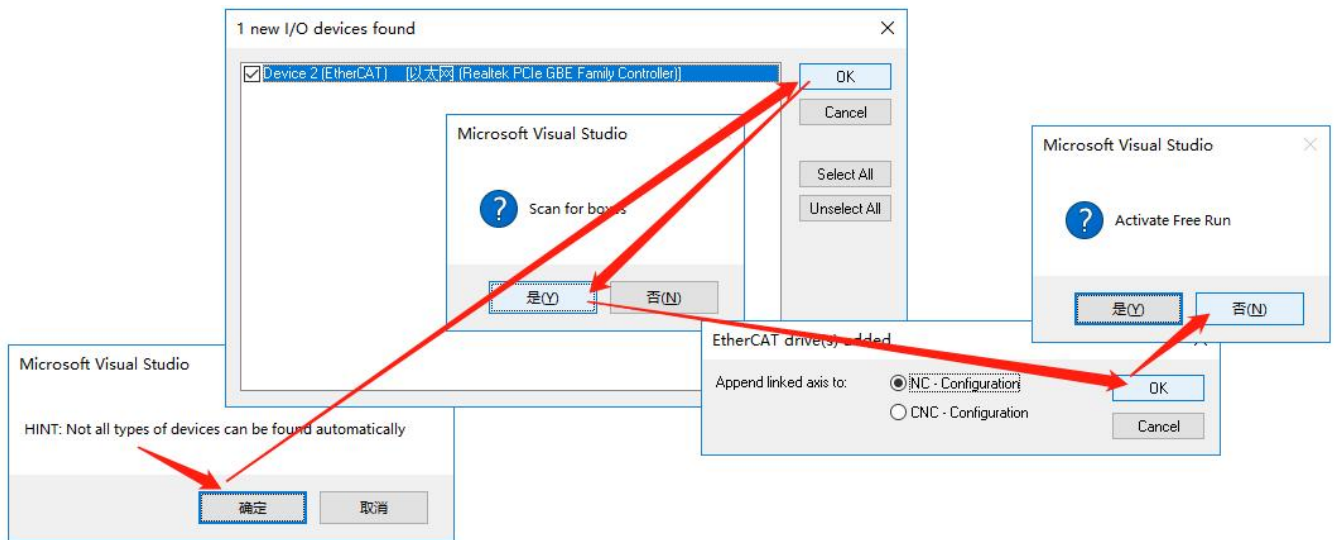 1 new I/O devices found
Device 2 (EtherCAT) [以太网 (Realtek PCIe GBE Family Controller)]
OK
Cancel
Select All
Unselect All
Microsoft Visual Studio
Scan for boxes
是(Y)
否(N)
Microsoft Visual Studio
Activate Free Run
是(Y)
否(N)
EtherCAT drive(s) added
Append linked axis to:
NC - Configuration
CNC - Configuration
OK
Cancel
Microsoft Visual Studio
HINT: Not all types of devices can be found automatically
确定
取消